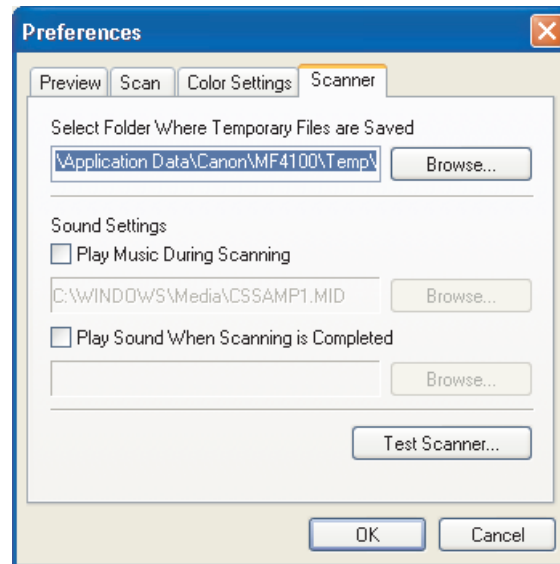 Preferences
Preview Scan Color Settings Scanner
Select Folder Where Temporary Files are Saved
\Application Data\Canon\MF4100\Temp\ Browse...
Sound Settings
Play Music During Scanning
C:\WINDOWS\Media\CSSAMP1.MID Browse...
Play Sound When Scanning is Completed
Browse...
Test Scanner...
OK Cancel